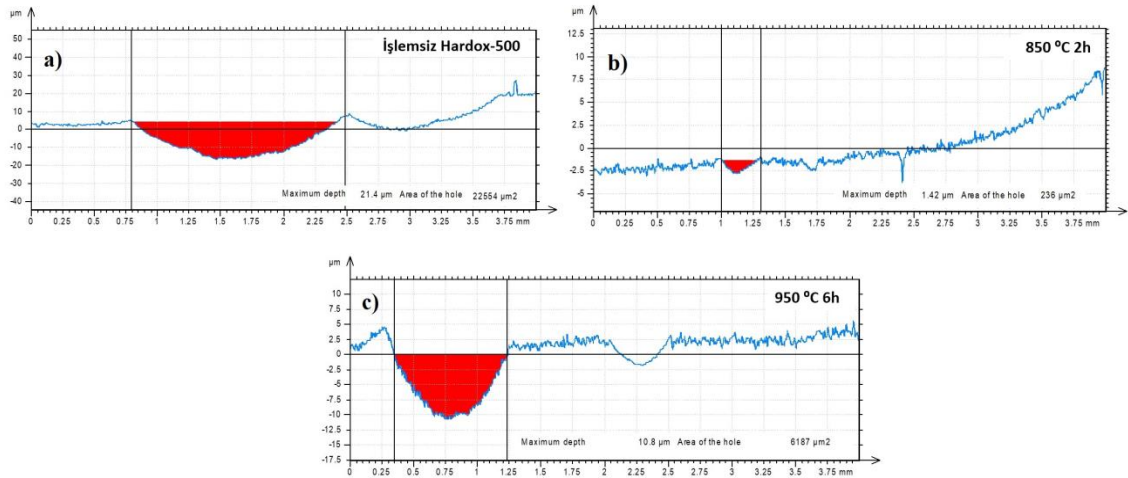 µm
a)
İşlemsiz Hardox-500
50
40
30
20
10
0
-10
-20
-30
-40
Maximum depth 21.4 µm Area of the hole 22554 µm2
0 0.25 0.5 0.75 1 1.25 1.5 1.75 2 2.25 2.5 2.75 3 3.25 3.5 3.75 mm
µm
b)
850 ⁰C 2h
12.5
10
7.5
5
2.5
0
-2.5
-5
Maximum depth 1.42 µm Area of the hole 236 µm2
0 0.25 0.5 0.75 1 1.25 1.5 1.75 2 2.25 2.5 2.75 3 3.25 3.5 3.75 mm
µm
c)
950 ⁰C 6h
10
7.5
5
2.5
0
-2.5
-5
-7.5
-10
-12.5
-15
-17.5
Maximum depth 10.8 µm Area of the hole 6187 µm2
0 0.25 0.5 0.75 1 1.25 1.5 1.75 2 2.25 2.5 2.75 3 3.25 3.5 3.75 mm